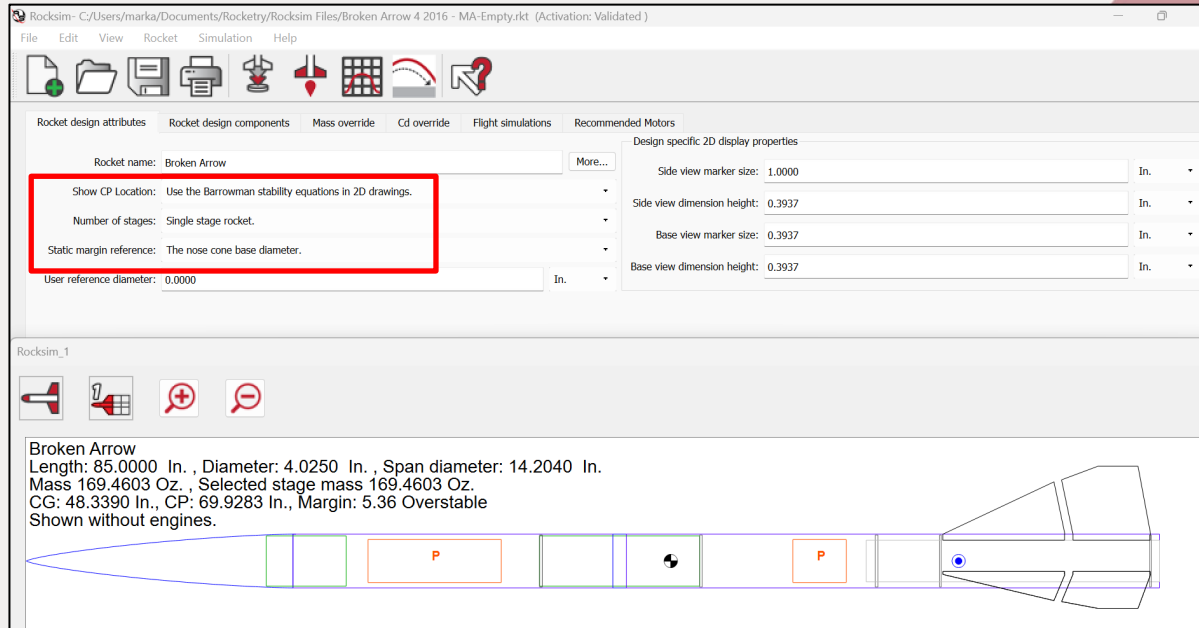 Rocksim- C:/Users/marka/Documents/Rocketry/Rocksim Files/Broken Arrow 4 2016 - MA-Empty.rkt (Activation: Validated )
File Edit View Rocket Simulation Help
Rocket design attributes Rocket design components Mass override Cd override Flight simulations Recommended Motors
Rocket name: Broken Arrow More...
Show CP Location: Use the Barrowman stability equations in 2D drawings.
Number of stages: Single stage rocket.
Static margin reference: The nose cone base diameter.
User reference diameter: 0.0000 In.
Design specific 2D display properties
Side view marker size: 1.0000 In.
Side view dimension height: 0.3937 In.
Base view marker size: 0.3937 In.
Base view dimension height: 0.3937 In.
Rocksim_1
1
Broken Arrow
Length: 85.0000 In. , Diameter: 4.0250 In. , Span diameter: 14.2040 In.
Mass 169.4603 Oz. , Selected stage mass 169.4603 Oz.
CG: 48.3390 In., CP: 69.9283 In., Margin: 5.36 Overstable
Shown without engines.
P P